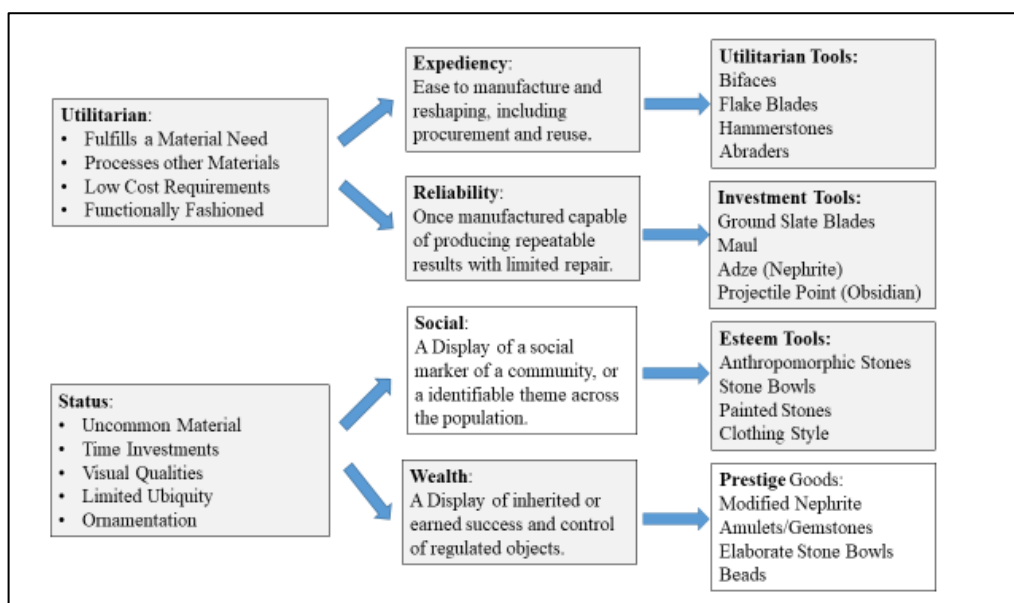 Utilitarian:
• Fulfills a Material Need
• Processes other Materials
• Low Cost Requirements
• Functionally Fashioned
Expediency:
Ease to manufacture and
reshaping, including
procurement and reuse.
Utilitarian Tools:
Bifaces
Flake Blades
Hammerstones
Abraders
Reliability:
Once manufactured capable
of producing repeatable
results with limited repair.
Investment Tools:
Ground Slate Blades
Maul
Adze (Nephrite)
Projectile Point (Obsidian)
Status:
• Uncommon Material
• Time Investments
• Visual Qualities
• Limited Ubiquity
• Ornamentation
Social:
A Display of a social
marker of a community, or
a identifiable theme across
the population.
Esteem Tools:
Anthropomorphic Stones
Stone Bowls
Painted Stones
Clothing Style
Wealth:
A Display of inherited or
earned success and control
of regulated objects.
Prestige Goods:
Modified Nephrite
Amulets/Gemstones
Elaborate Stone Bowls
Beads